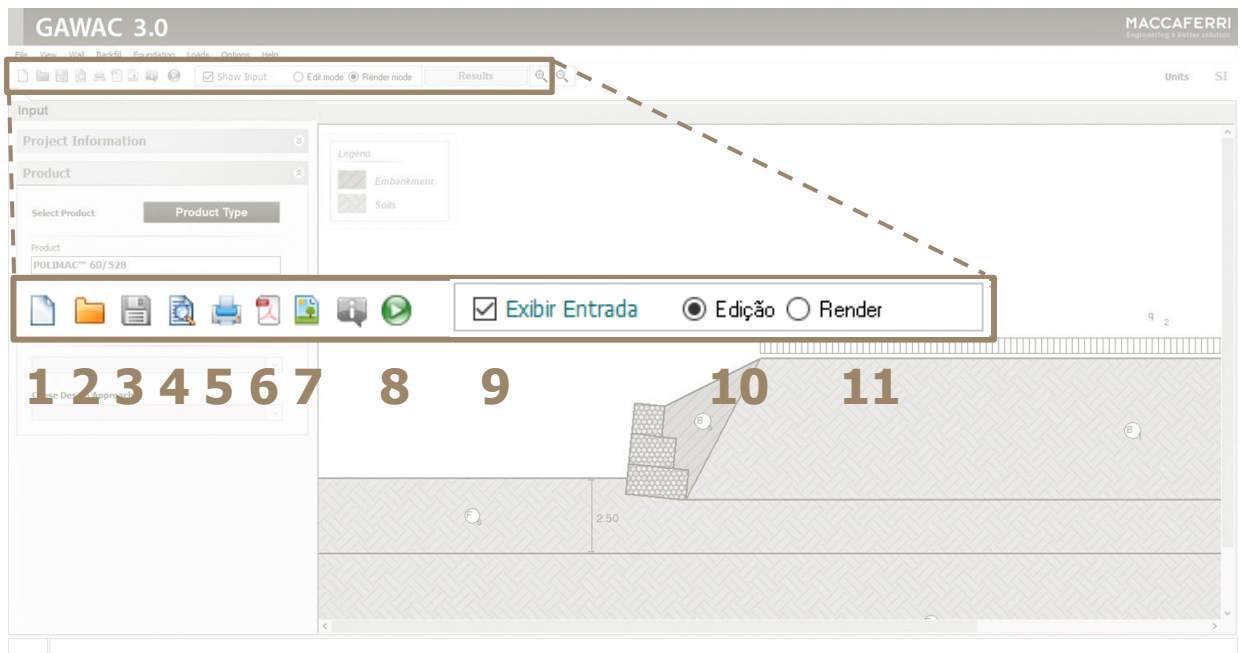 GAWAC 3.0
MACCAFERRI
Engineering a better solution
File View Wall Backfill Foundation Loads Options Help
Show Input Edit mode Render mode Results
Units SI
Input
Project Information
Product
Select Product Product Type
Product
POLIMAC™ 60/528
Legend
Embankment
Soils
Exibir Entrada Edição Render
q 2
1 2 3 4 5 6 7 8 9 10 11
B
B
F s
2.50